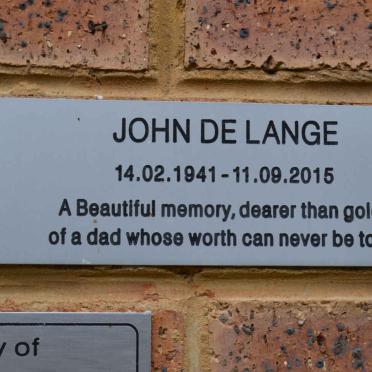 JOHN DE LANGE
14.02.1941 - 11.09.2015
A Beautiful memory, dearer than gol
of a dad whose worth can never be to
y of